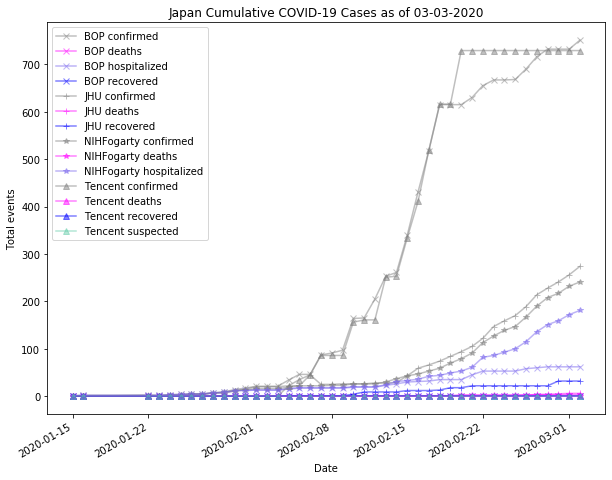 Japan Cumulative COVID-19 Cases as of 03-03-2020
BOP confirmed
BOP deaths
BOP hospitalized
BOP recovered
JHU confirmed
JHU deaths
JHU recovered
NIHFogarty confirmed
NIHFogarty deaths
NIHFogarty hospitalized
Tencent confirmed
Tencent deaths
Tencent recovered
Tencent suspected
Total events
700
600
500
400
300
200
100
0
2020-01-15
2020-01-22
2020-02-01
2020-02-08
2020-02-15
2020-02-22
2020-03-01
Date